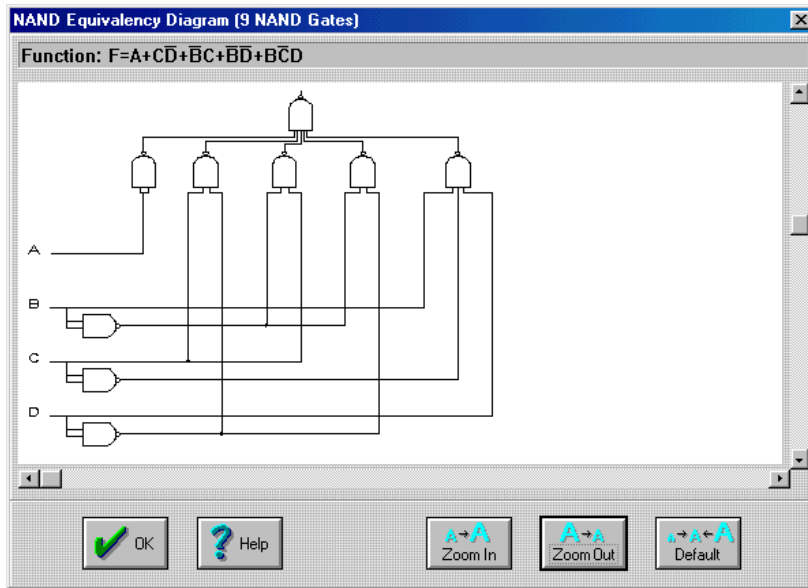 NAND Equivalency Diagram (9 NAND Gates)
Function: F=A+CD̅+B̅C+B̅D̅+BC̅D
A
B
C
D
OK
Help
A→A
Zoom In
A→A
Zoom Out
A→A←A
Default